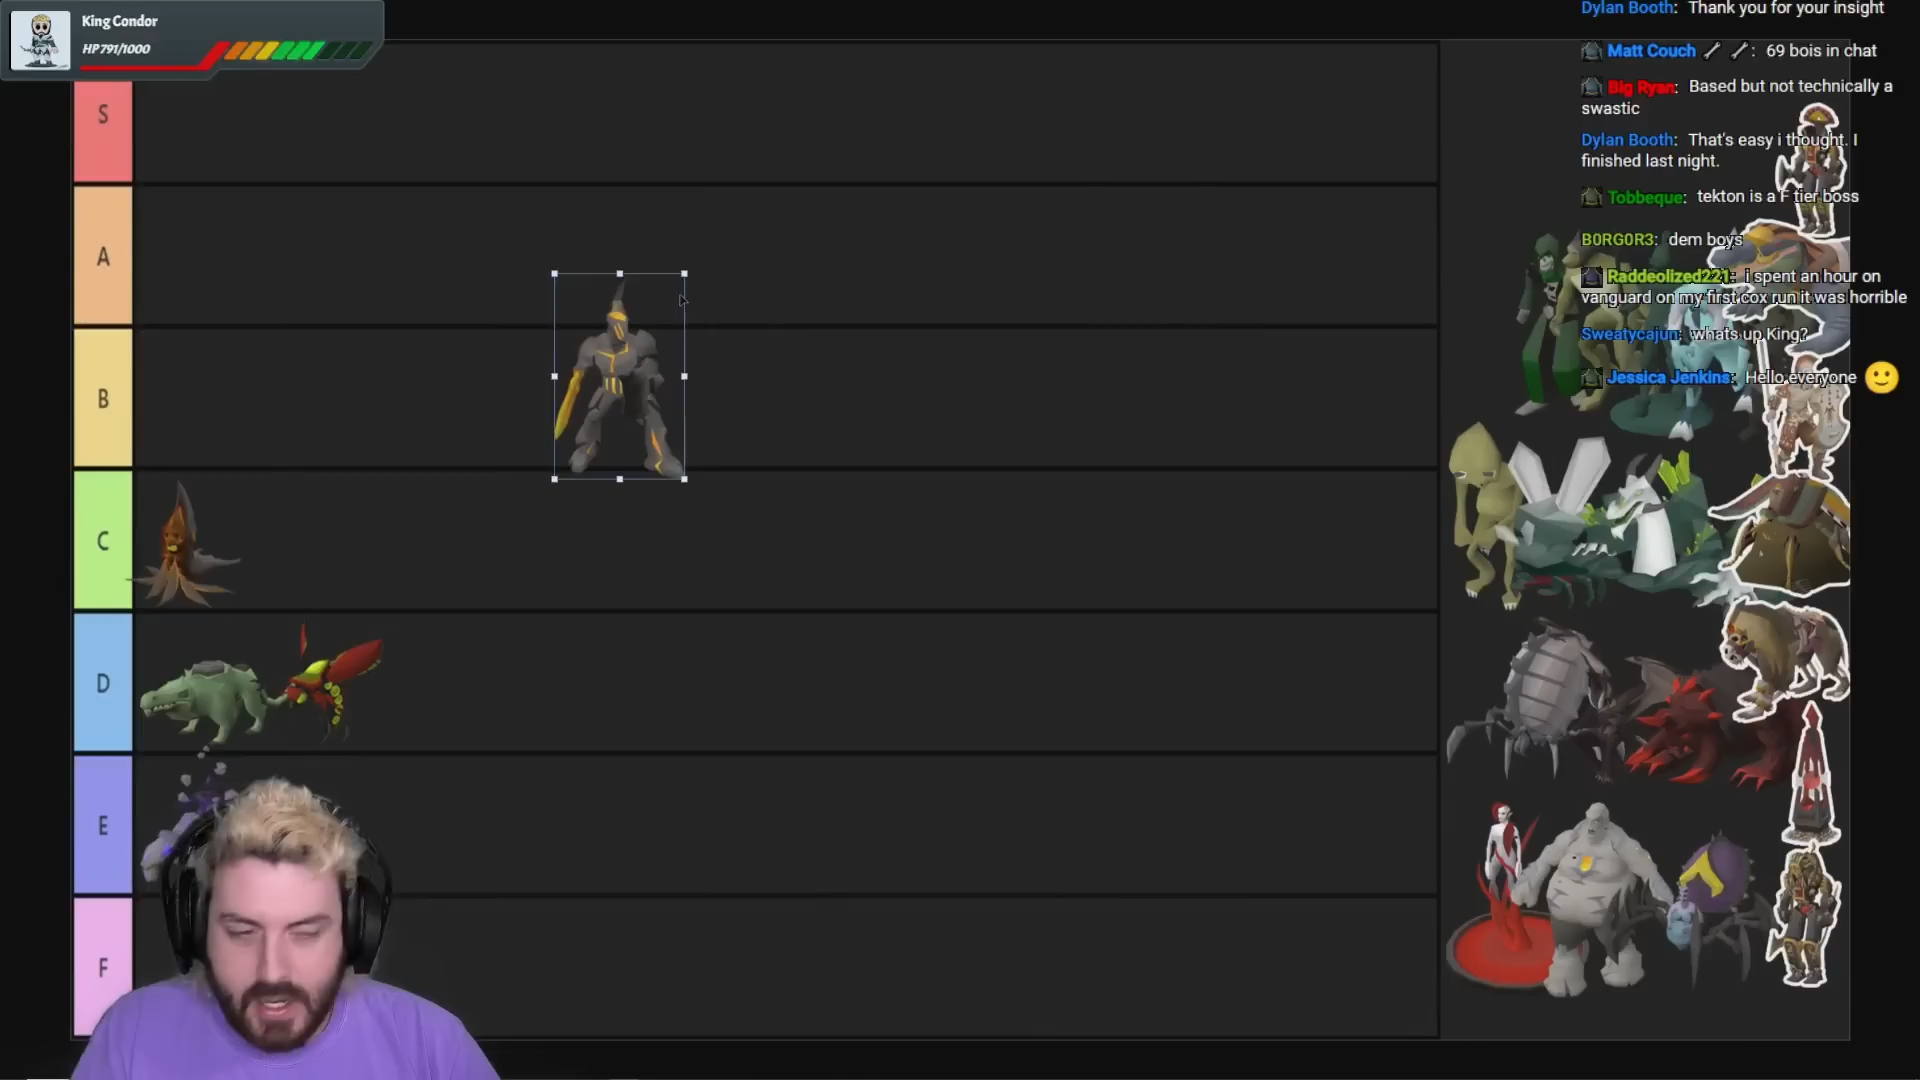 King Condor
HP 791/1000
S
A
B
C
D
E
F
Dylan Booth: Thank you for your insight
Matt Couch : 69 bois in chat
Big Ryan: Based but not technically a
swastic
Dylan Booth: That's easy i thought. I
finished last night.
Tobbeque: tekton is a F tier boss
B0RG0R3: dem boys
Raddeolized221: i spent an hour on
vanguard on my first cox run it was horrible
Sweatycajun: whats up King?
Jessica Jenkins: Hello everyone